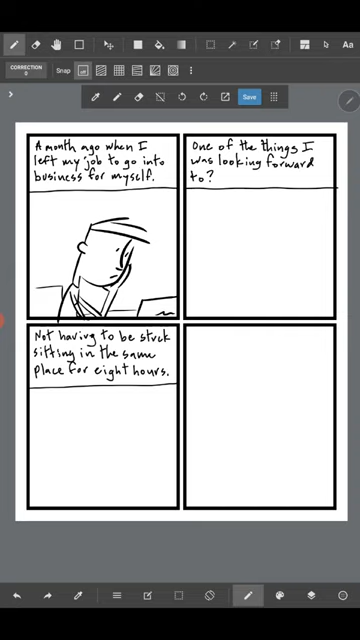 CORRECTION
0
Snap
Aa
Save
A month ago when I
left my job to go into
business for myself.
One of the things I
was looking forward
to?
Not having to be stuck
sitting in the same
place for eight hours.